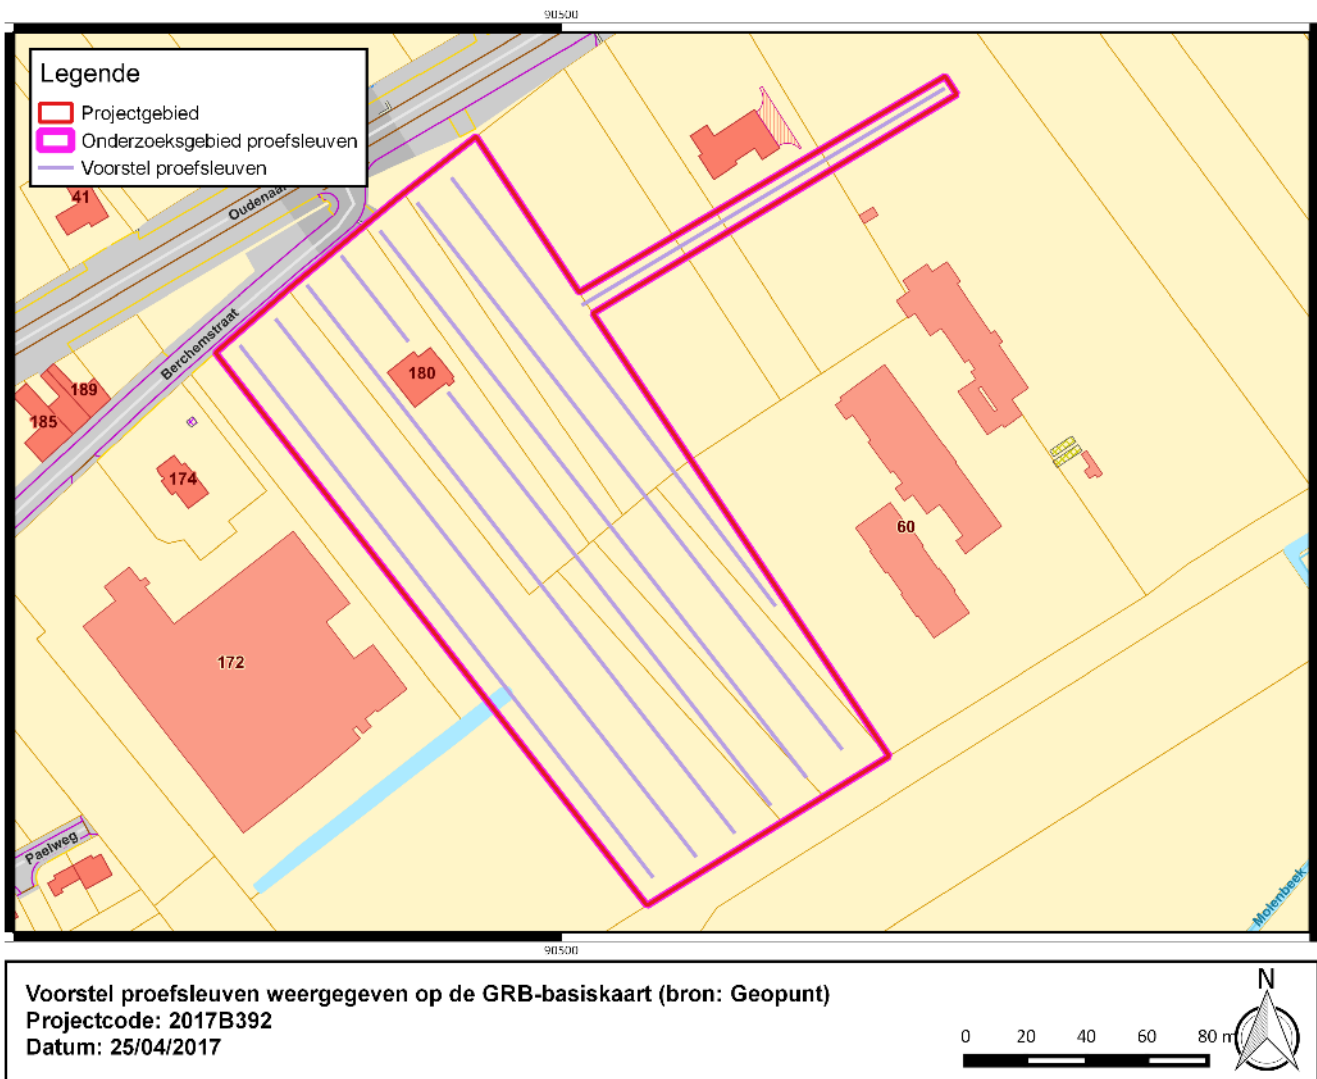 90500
Legende
Projectgebied
Onderzoeksgebied proefsleuven
Voorstel proefsleuven
41
Oudenaar
Berchemstraat
189
185
180
174
60
172
Paelweg
Molenbeek
90500
Voorstel proefsleuven weergegeven op de GRB-basiskaart (bron: Geopunt)
Projectcode: 2017B392
Datum: 25/04/2017
N
0 20 40 60 80 m